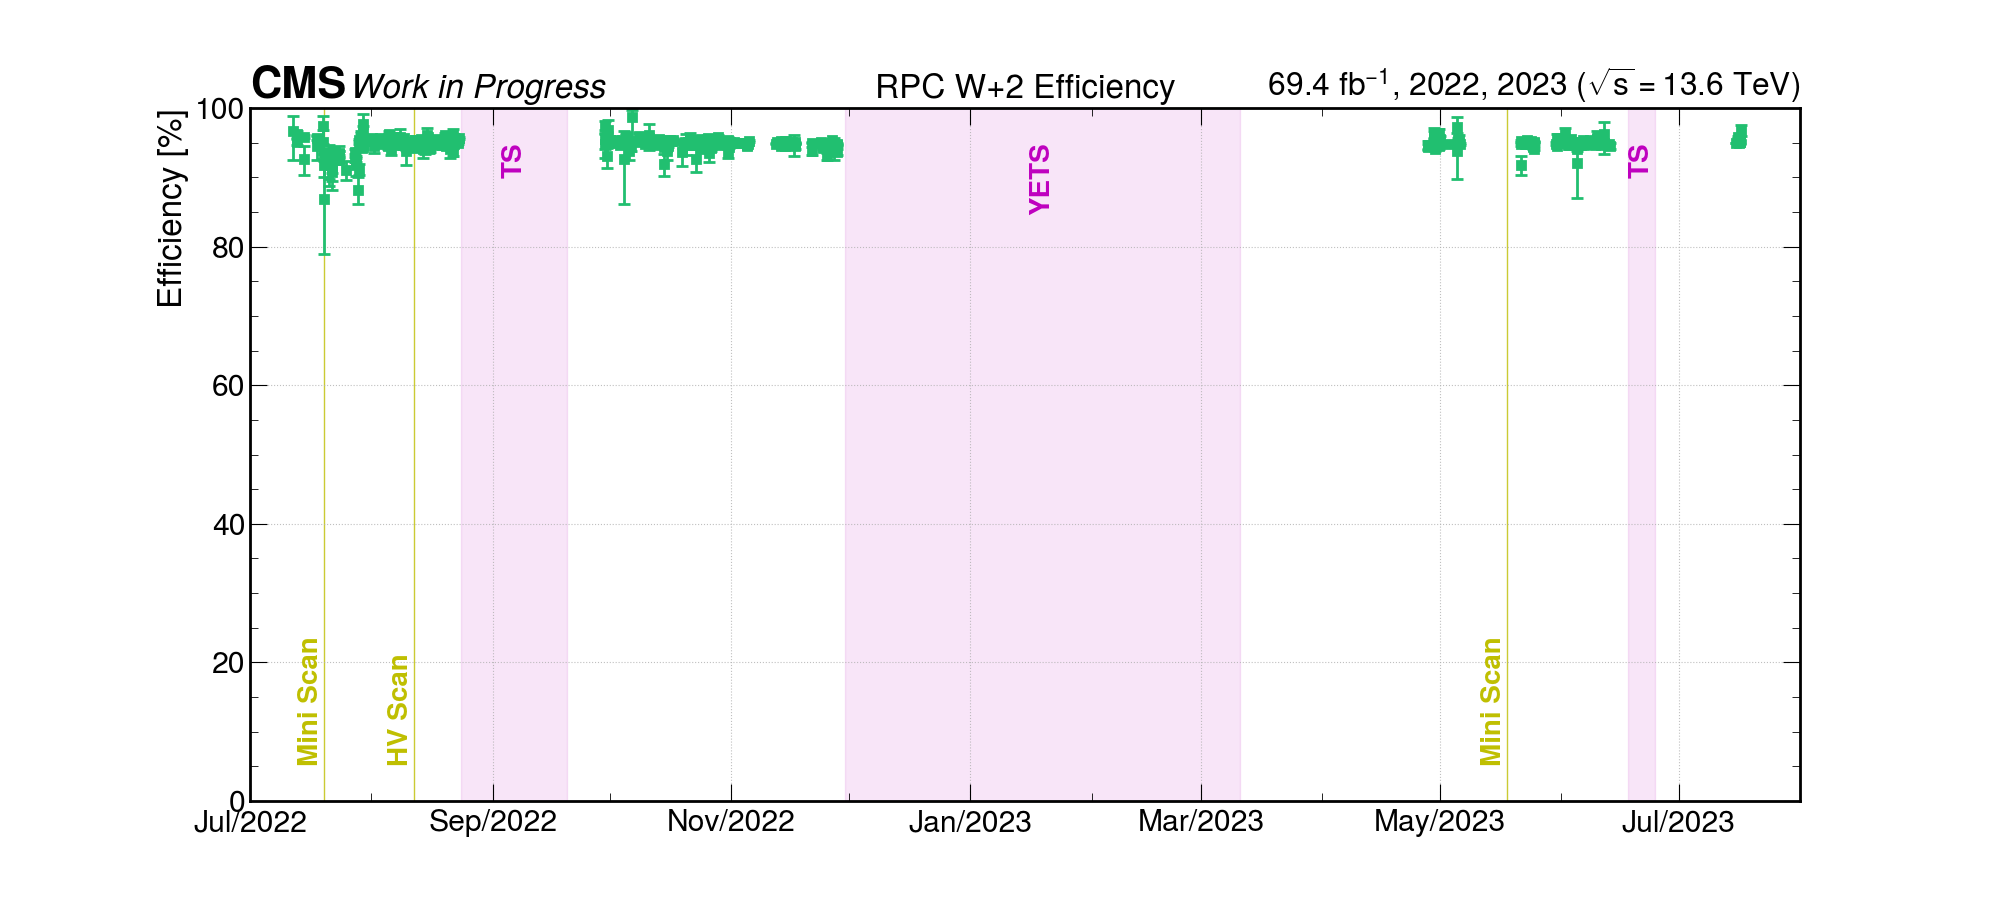 CMS Work in Progress RPC W+2 Efficiency 69.4 fb⁻¹, 2022, 2023 (√s = 13.6 TeV)
Efficiency [%]
100
80
60
40
20
0
TS
YETS
TS
Mini Scan
HV Scan
Mini Scan
Jul/2022 Sep/2022 Nov/2022 Jan/2023 Mar/2023 May/2023 Jul/2023